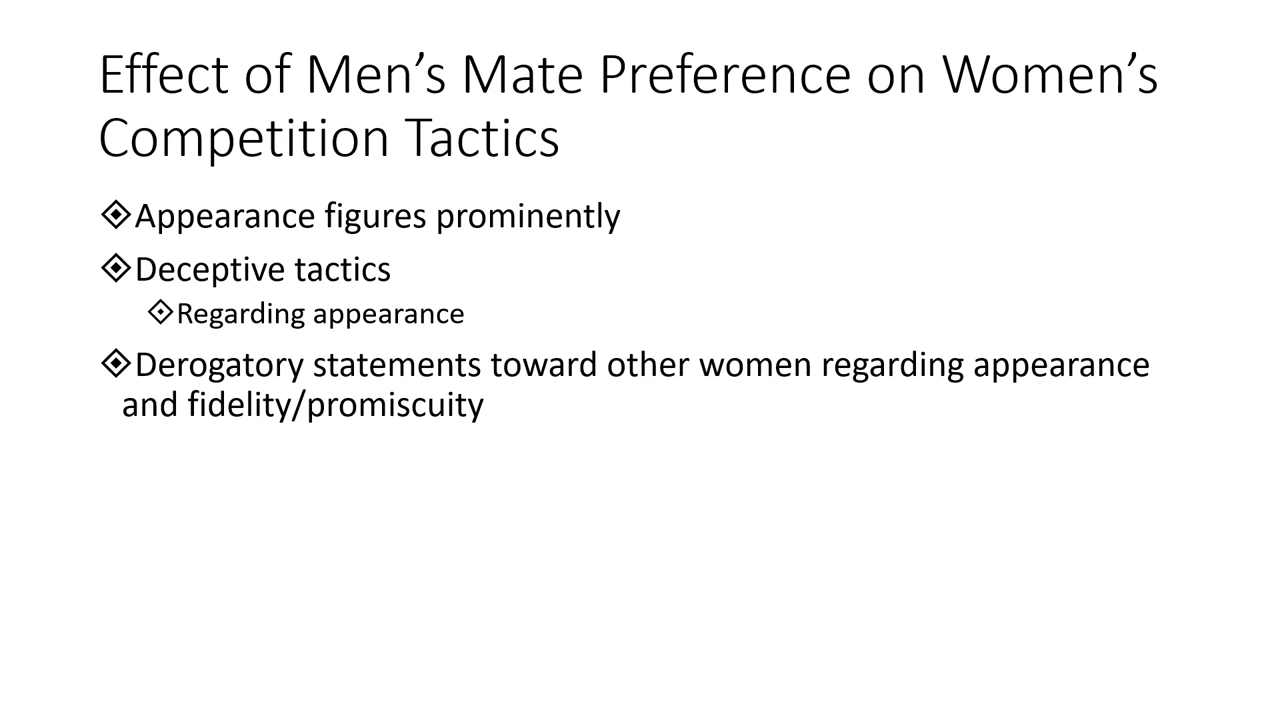 Effect of Men’s Mate Preference on Women’s
Competition Tactics
Appearance figures prominently
Deceptive tactics
Regarding appearance
Derogatory statements toward other women regarding appearance
and fidelity/promiscuity